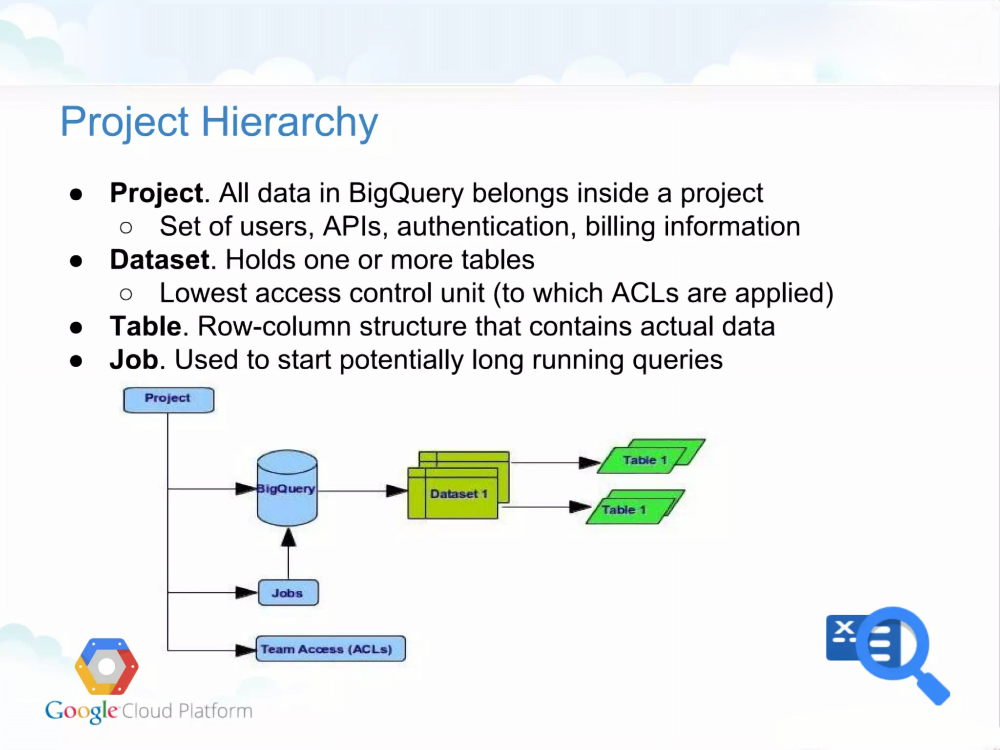 Project Hierarchy
● Project. All data in BigQuery belongs inside a project
○ Set of users, APIs, authentication, billing information
● Dataset. Holds one or more tables
○ Lowest access control unit (to which ACLs are applied)
● Table. Row-column structure that contains actual data
● Job. Used to start potentially long running queries
Project
Table 1
BigQuery
Dataset 1
Table 1
Jobs
Team Access (ACLs)
Google Cloud Platform